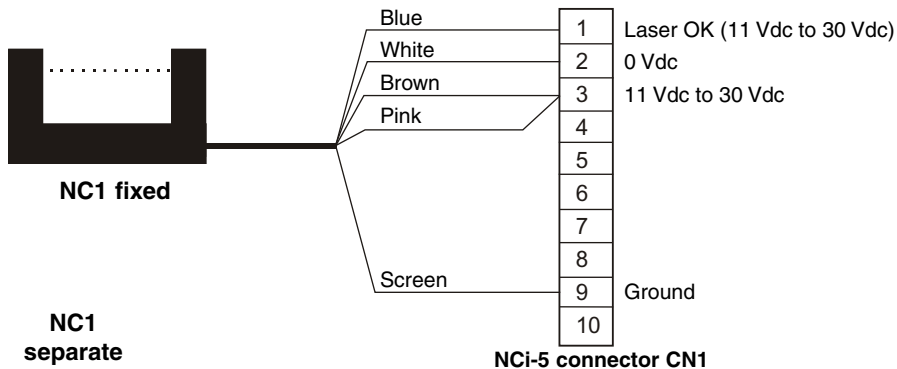 Blue
White
Brown
Pink
Screen
1 Laser OK (11 Vdc to 30 Vdc)
2 0 Vdc
3 11 Vdc to 30 Vdc
4
5
6
7
8
9 Ground
10
NC1 fixed
NC1
separate
NCi-5 connector CN1